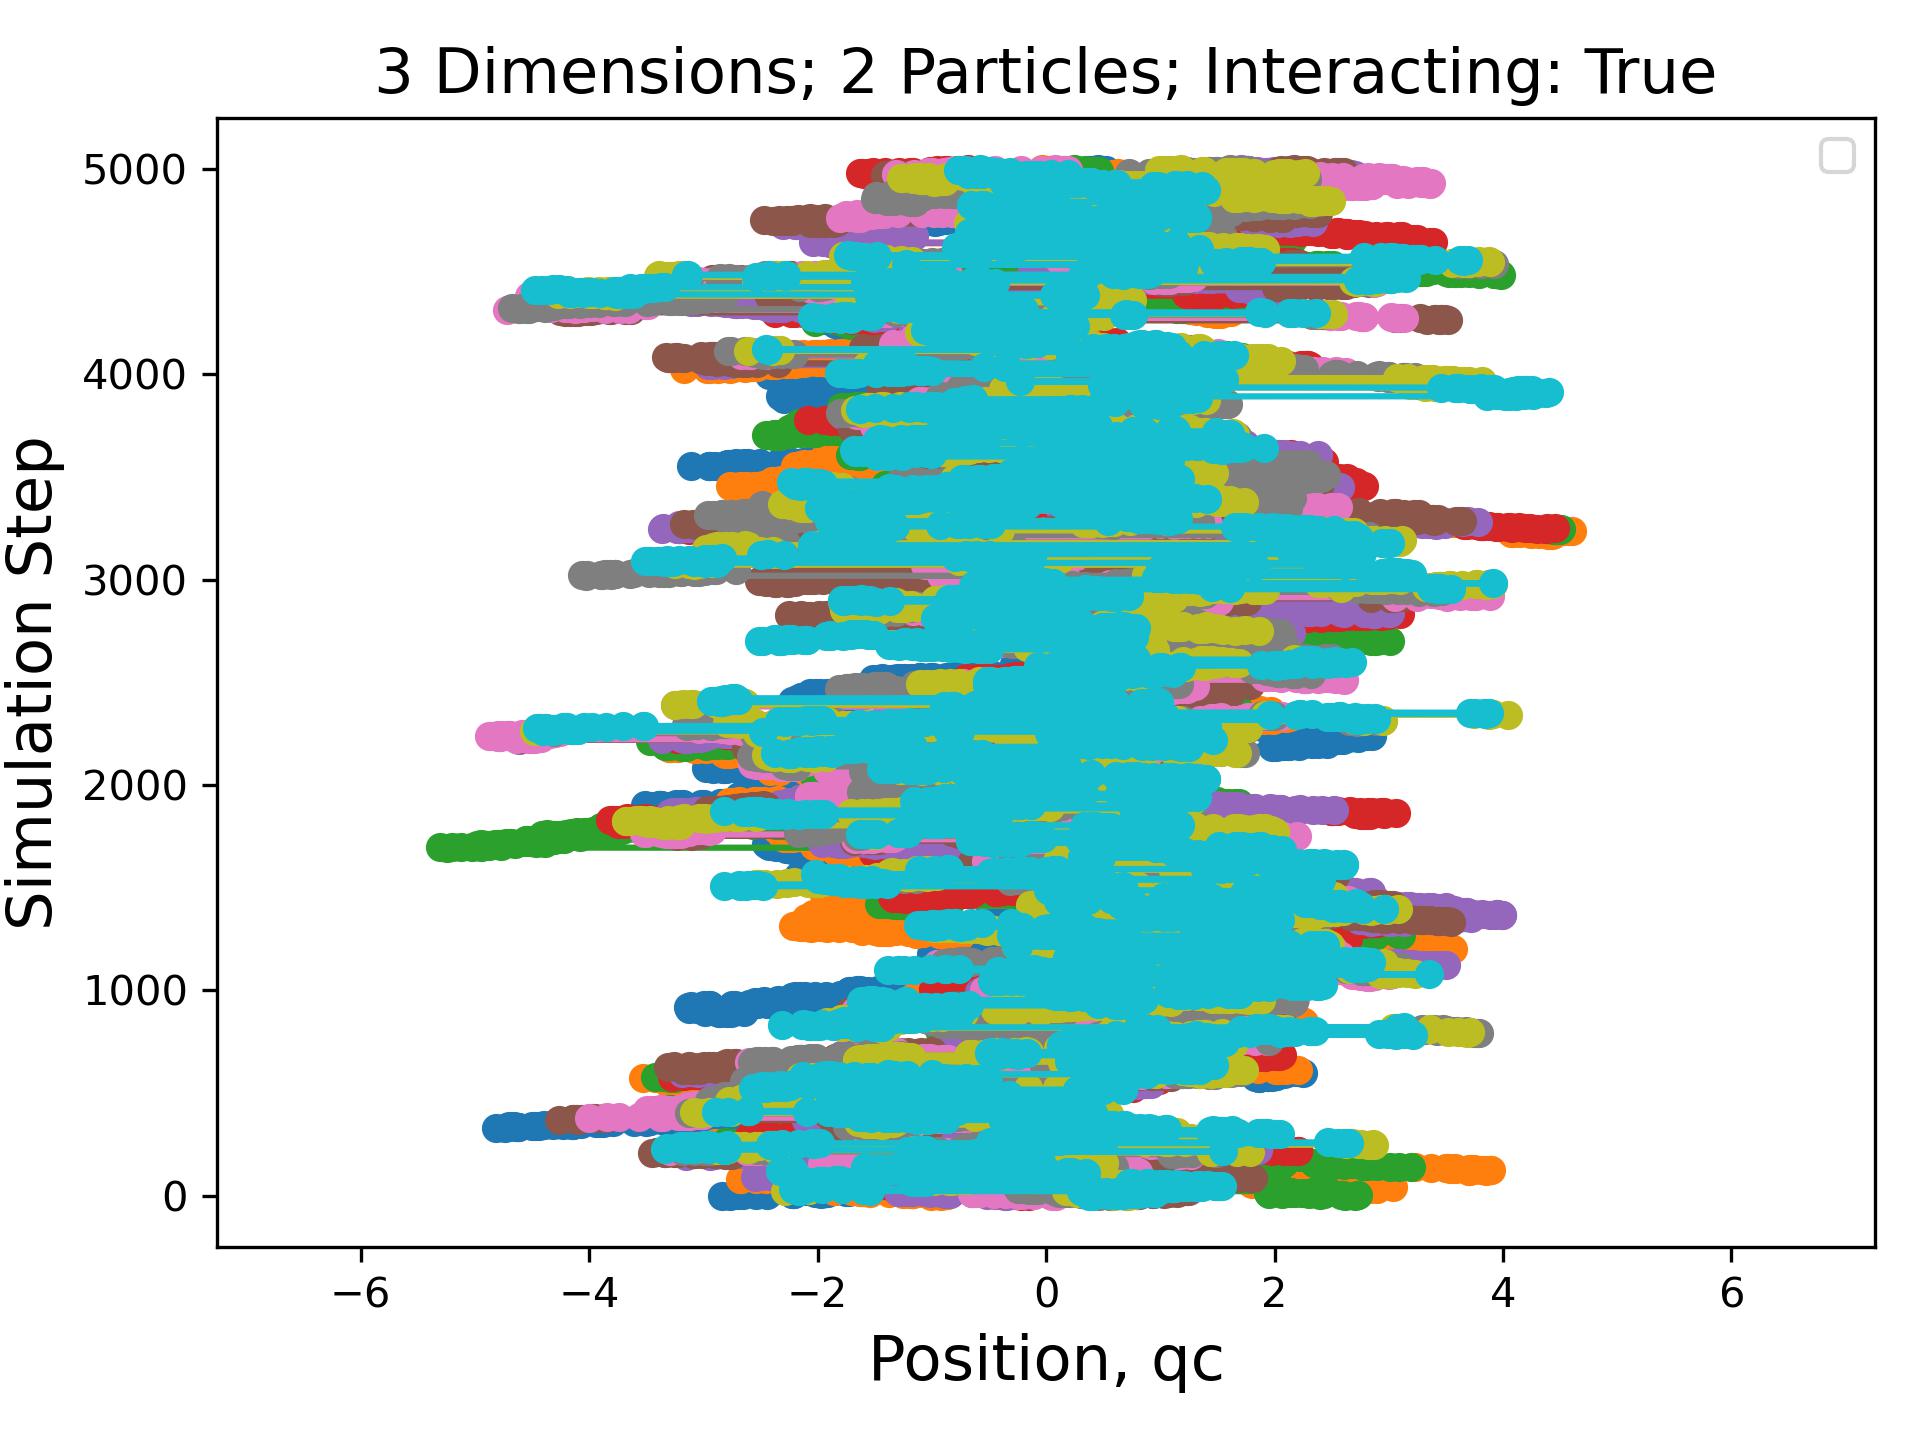 3 Dimensions; 2 Particles; Interacting: True
5000
4000
3000
2000
1000
0
Simulation Step
−6 −4 −2 0 2 4 6
Position, qc